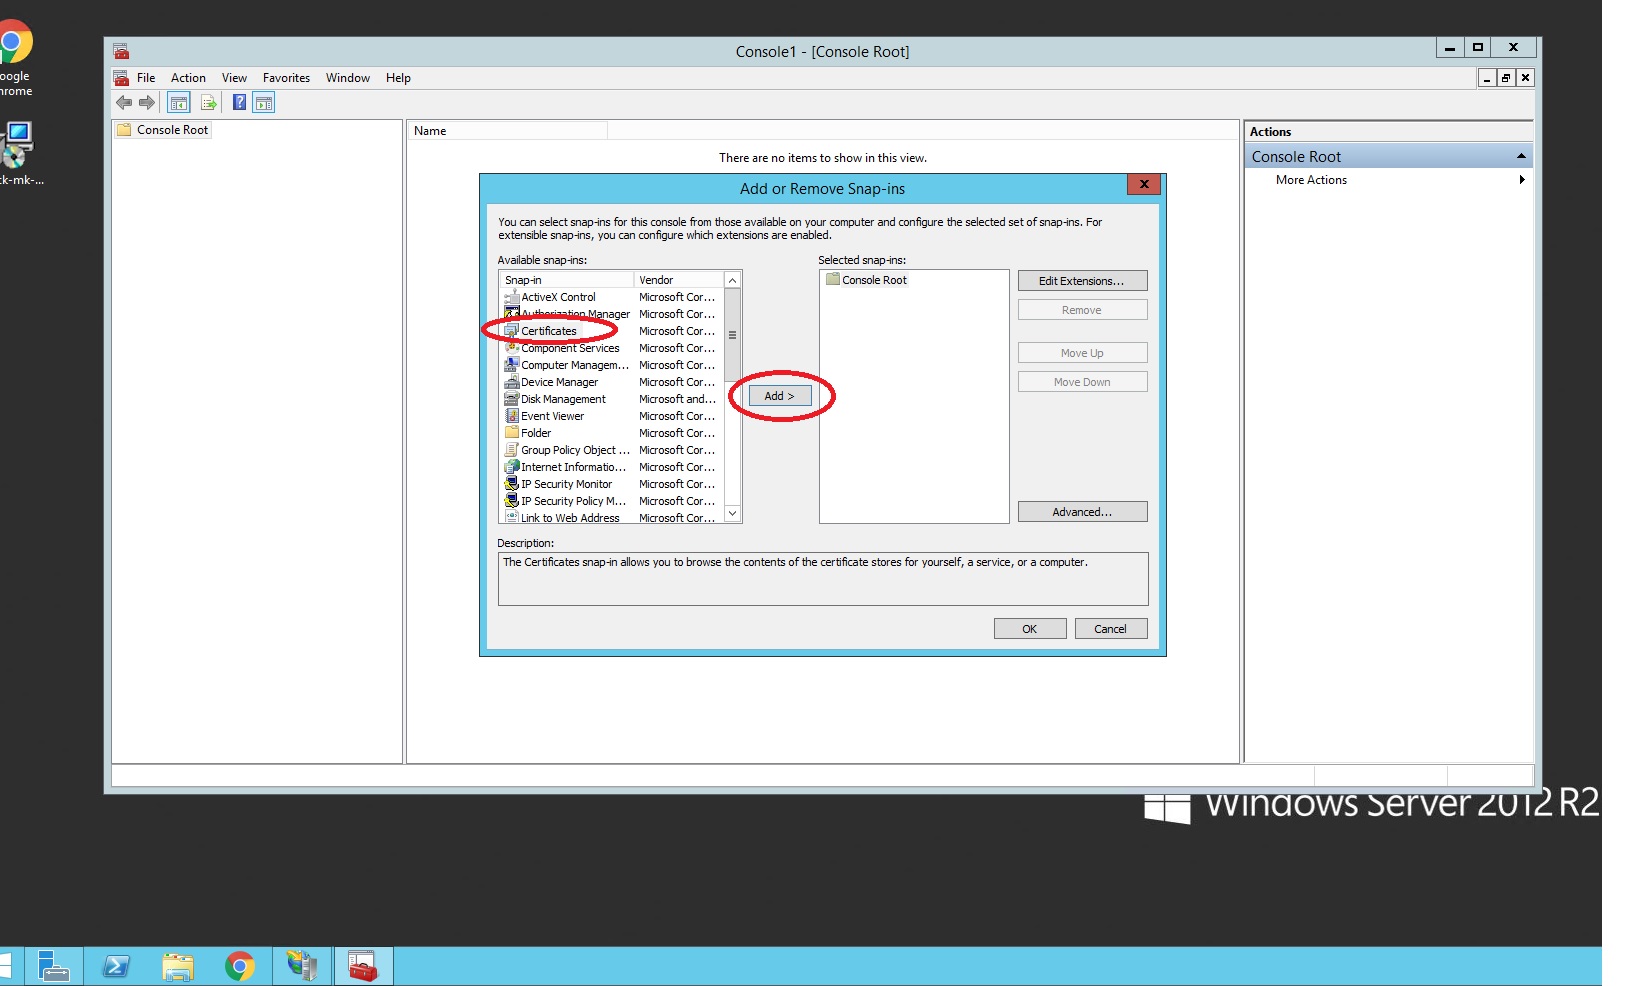 oogle
hrome
ck-mk-...
Console1 - [Console Root]
File Action View Favorites Window Help
Console Root
Name
There are no items to show in this view.
Actions
Console Root
More Actions
Add or Remove Snap-ins
You can select snap-ins for this console from those available on your computer and configure the selected set of snap-ins. For
extensible snap-ins, you can configure which extensions are enabled.
Available snap-ins:
Snap-in Vendor
ActiveX Control Microsoft Cor...
Authorization Manager Microsoft Cor...
Certificates Microsoft Cor...
Component Services Microsoft Cor...
Computer Managem... Microsoft Cor...
Device Manager Microsoft Cor...
Disk Management Microsoft and...
Event Viewer Microsoft Cor...
Folder Microsoft Cor...
Group Policy Object ... Microsoft Cor...
Internet Informatio... Microsoft Cor...
IP Security Monitor Microsoft Cor...
IP Security Policy M... Microsoft Cor...
Link to Web Address Microsoft Cor...
Add >
Selected snap-ins:
Console Root
Edit Extensions...
Remove
Move Up
Move Down
Advanced...
Description:
The Certificates snap-in allows you to browse the contents of the certificate stores for yourself, a service, or a computer.
OK Cancel
Windows Server 2012 R2